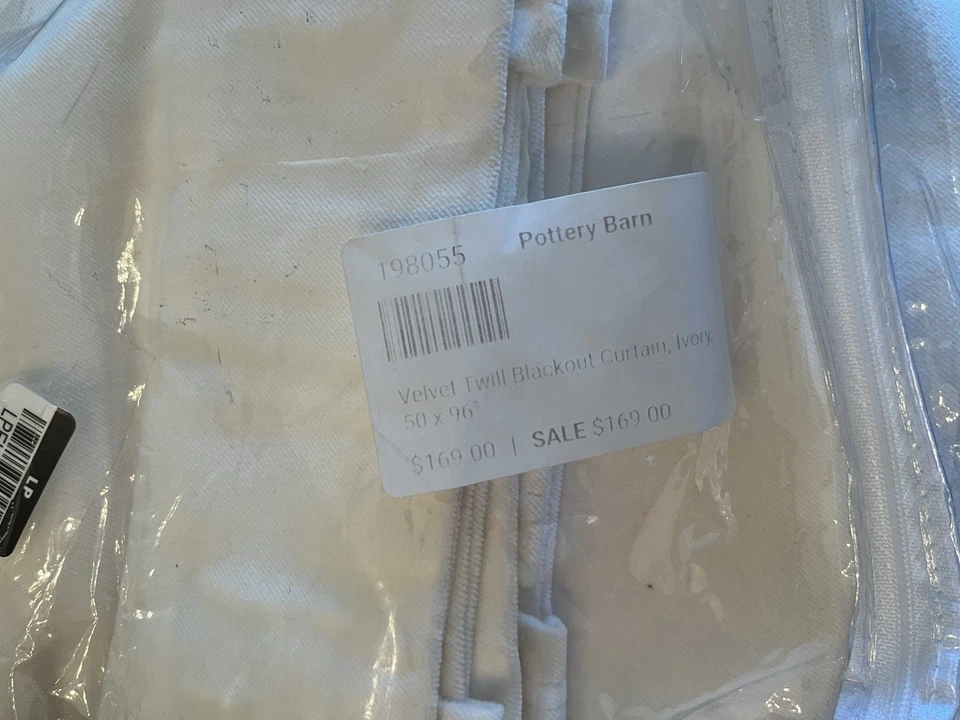 198055 Pottery Barn
Velvet Twill Blackout Curtain, Ivory,
50 x 96"
$169.00 | SALE $169.00
LP